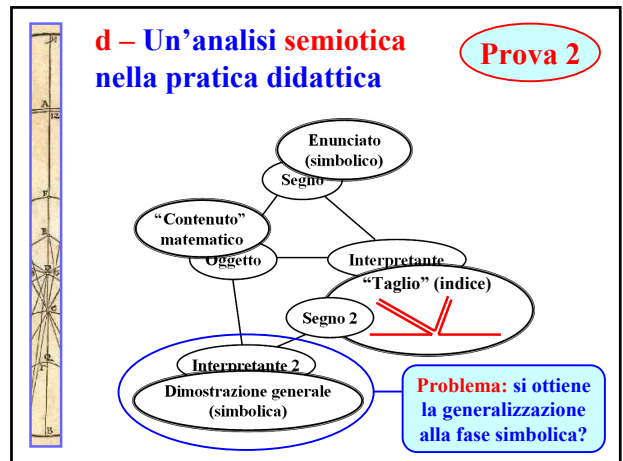 d – Un'analisi semiotica
nella pratica didattica
Prova 2
Enunciato
(simbolico)
Segno
"Contenuto"
matematico
Oggetto
Interpretante
"Taglio" (indice)
Segno 2
Interpretante 2
Dimostrazione generale
(simbolica)
Problema: si ottiene
la generalizzazione
alla fase simbolica?